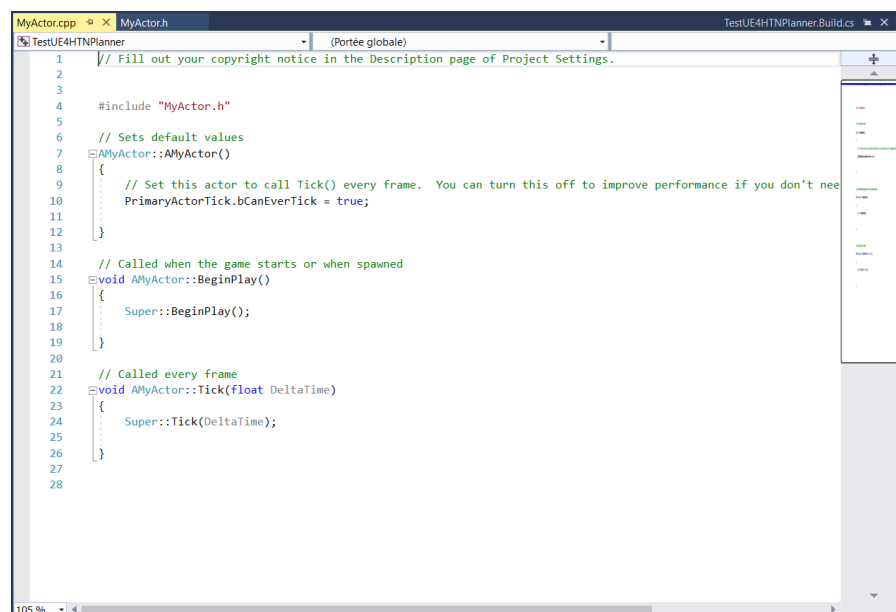 MyActor.cpp MyActor.h TestUE4HTNPlanner.Build.cs
TestUE4HTNPlanner (Portée globale)
1 // Fill out your copyright notice in the Description page of Project Settings.
2
3
4 #include "MyActor.h"
5
6 // Sets default values
7 AMyActor::AMyActor()
8 {
9 // Set this actor to call Tick() every frame.  You can turn this off to improve performance if you don't nee
10 PrimaryActorTick.bCanEverTick = true;
11
12 }
13
14 // Called when the game starts or when spawned
15 void AMyActor::BeginPlay()
16 {
17 Super::BeginPlay();
18
19 }
20
21 // Called every frame
22 void AMyActor::Tick(float DeltaTime)
23 {
24 Super::Tick(DeltaTime);
25
26 }
27
28
105 %